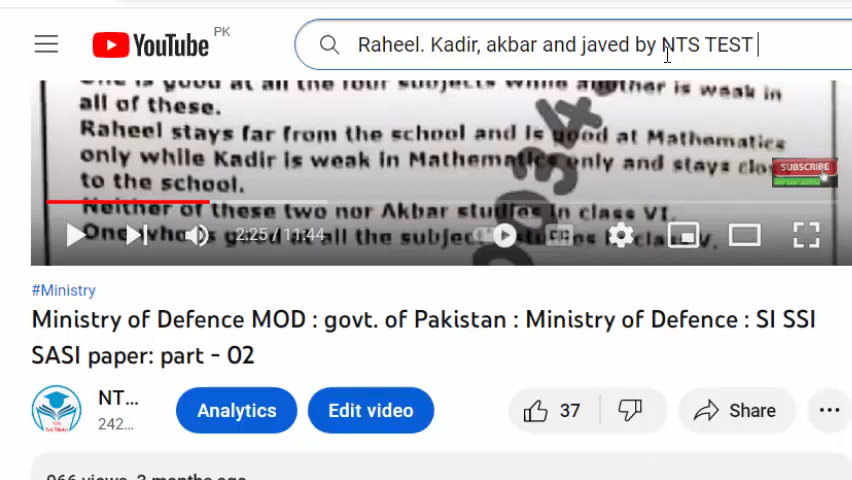 YouTube PK
Raheel. Kadir, akbar and javed by NTS TEST
One is good at all the four subjects while another is weak in
all of these.
Raheel stays far from the school and is good at Mathematics
only while Kadir is weak in Mathematics only and stays close
to the school.
SUBSCRIBE
Neither of these two nor Akbar studies in class VI.
One who is good at all the subjects studies in class V.
2:25 / 11:44
#Ministry
Ministry of Defence MOD : govt. of Pakistan : Ministry of Defence : SI SSI
SASI paper: part - 02
NT...
242...
Analytics
Edit video
37
Share
966 views 3 months ago